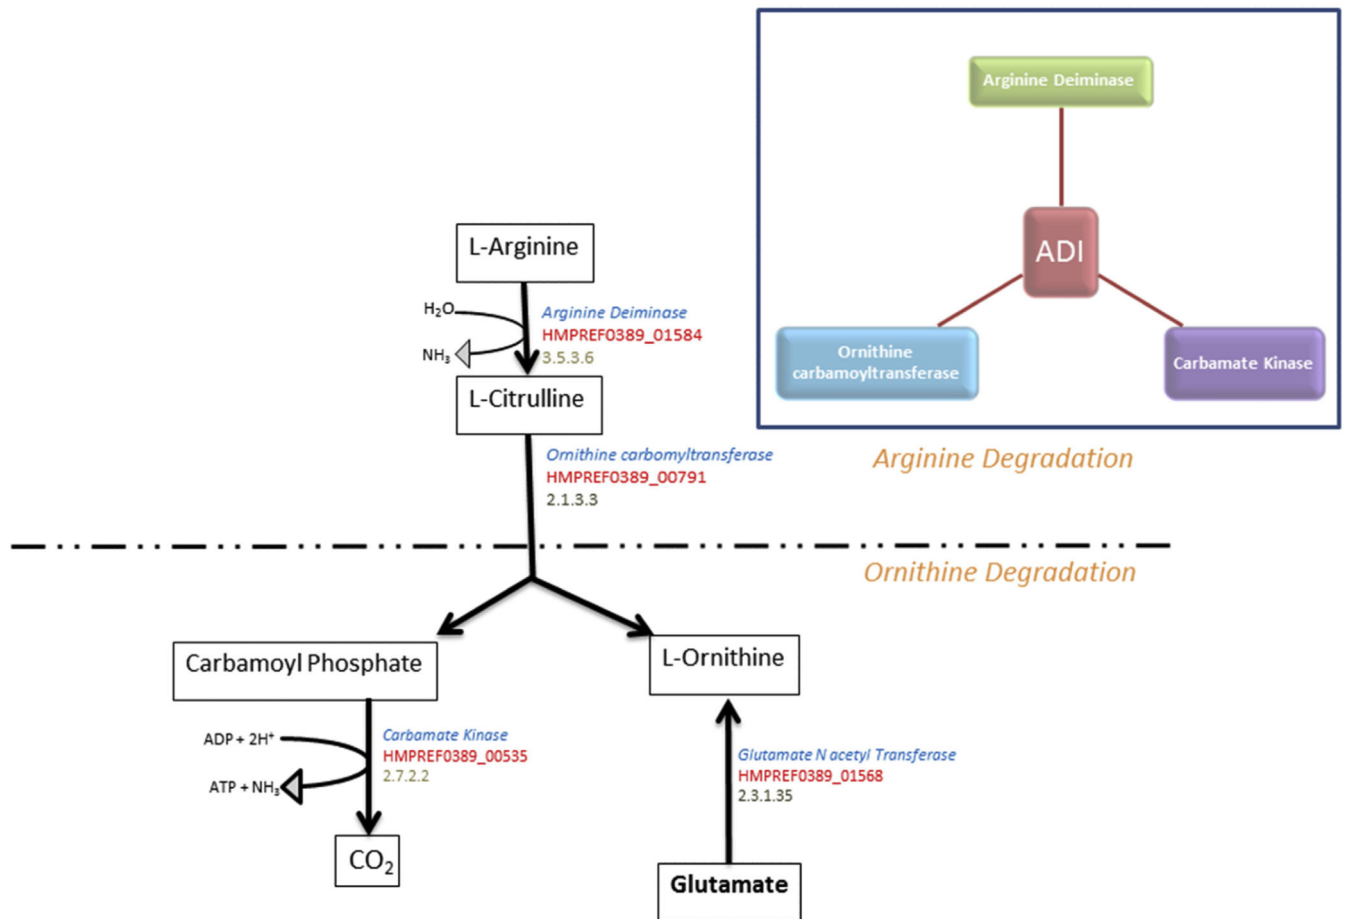 Arginine Deiminase
ADI
Ornithine
carbamoyltransferase
Carbamate Kinase
L-Arginine
H₂O
NH₃
Arginine Deiminase
HMPREF0389_01584
3.5.3.6
L-Citrulline
Ornithine carbomyltransferase
HMPREF0389_00791
2.1.3.3
Arginine Degradation
Ornithine Degradation
Carbamoyl Phosphate
L-Ornithine
ADP + 2H⁺
ATP + NH₃
Carbamate Kinase
HMPREF0389_00535
2.7.2.2
Glutamate N acetyl Transferase
HMPREF0389_01568
2.3.1.35
CO₂
Glutamate